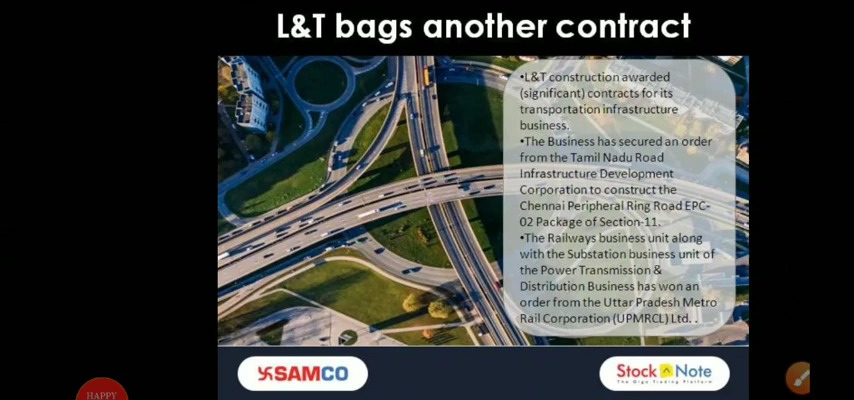 L&T bags another contract
•L&T construction awarded
(significant) contracts for its
transportation infrastructure
business.
•The Business has secured an order
from the Tamil Nadu Road
Infrastructure Development
Corporation to construct the
Chennai Peripheral Ring Road EPC-
02 Package of Section-11.
•The Railways business unit along
with the Substation business unit of
the Power Transmission &
Distribution Business has won an
order from the Uttar Pradesh Metro
Rail Corporation (UPMRCL) Ltd. .
SAMCO
Stock Note
The Giga Trading Platform
HAPPY